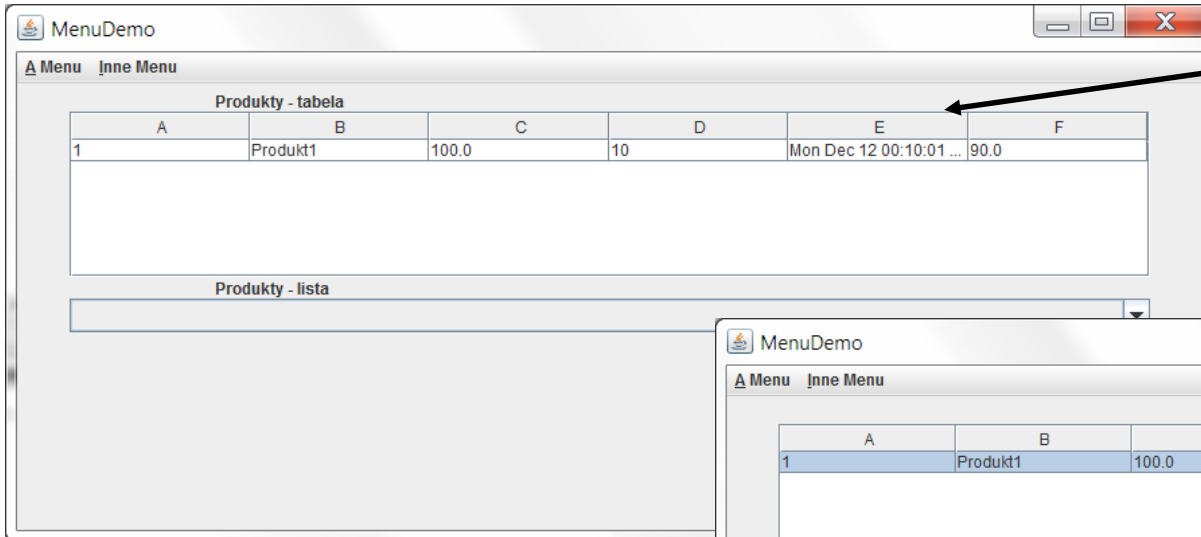 MenuDemo
A Menu Inne Menu
Produkty - tabela
A B C D E F
1 Produkt1 100.0 10 Mon Dec 12 00:10:01 ... 90.0
Produkty - lista
MenuDemo
A Menu Inne Menu
A B
1 Produkt1 100.0